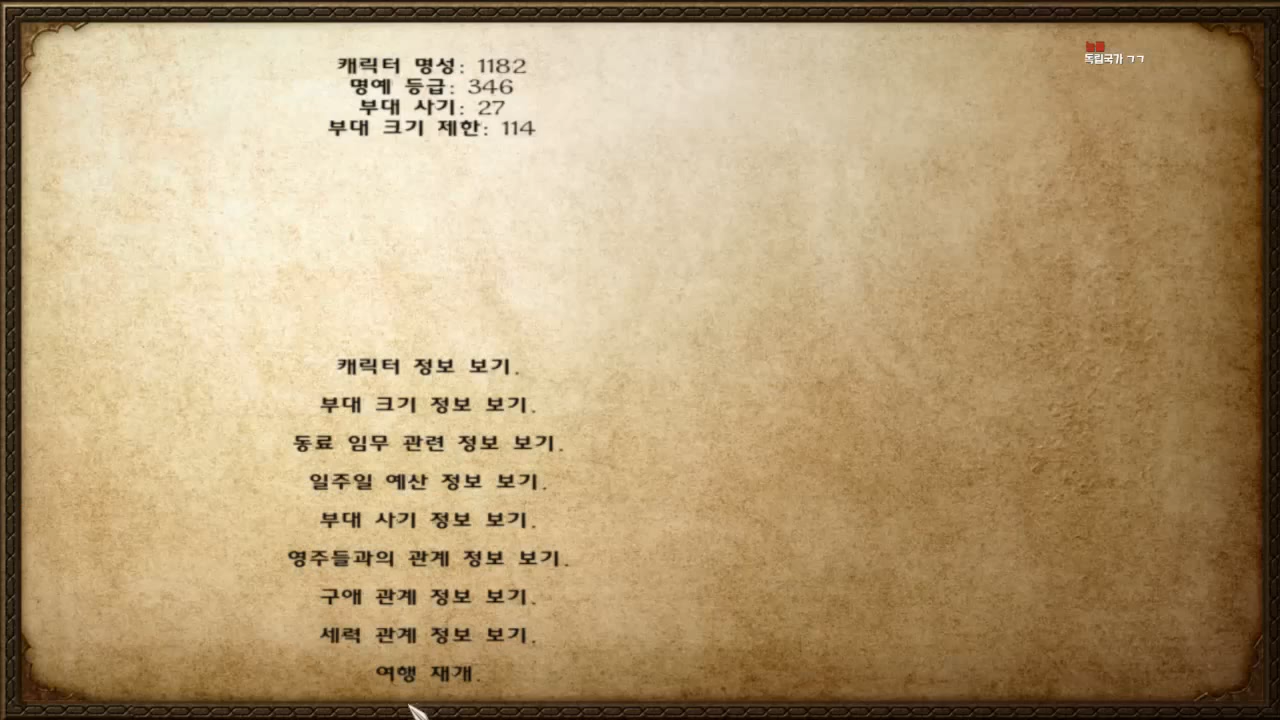 캐릭터 명성: 1182
명예 등급: 346
부대 사기: 27
부대 크기 제한: 114
독립국가 ㄱㄱ
캐릭터 정보 보기.
부대 크기 정보 보기.
동료 임무 관련 정보 보기.
일주일 예산 정보 보기.
부대 사기 정보 보기.
영주들과의 관계 정보 보기.
구애 관계 정보 보기.
세력 관계 정보 보기.
여행 재개.